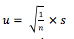 u = √(1/n) × s